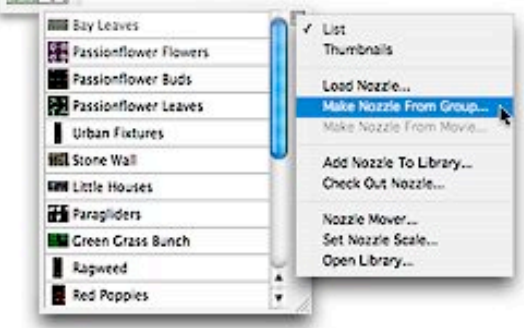 Bay Leaves
Passionflower Flowers
Passionflower Buds
Passionflower Leaves
Urban Fixtures
Stone Wall
Little Houses
Paragliders
Green Grass Bunch
Ragweed
Red Poppies
✓ List
Thumbnails
Load Nozzle...
Make Nozzle From Group...
Make Nozzle From Movie...
Add Nozzle To Library...
Check Out Nozzle...
Nozzle Mover...
Set Nozzle Scale...
Open Library...